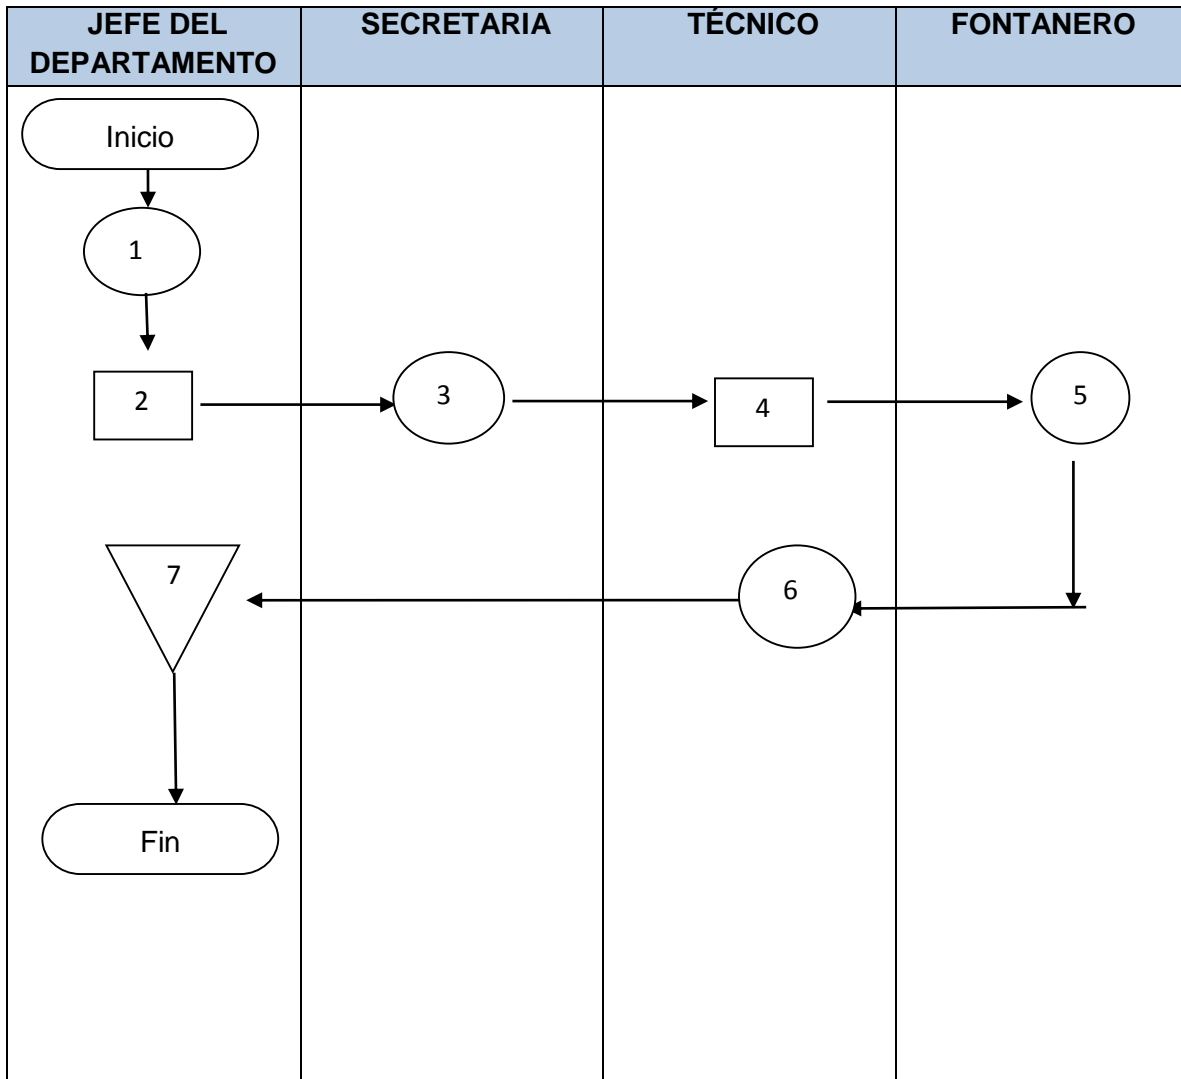 JEFE DEL
DEPARTAMENTO
SECRETARIA
TÉCNICO
FONTANERO
Inicio
1
2
3
4
5
6
7
Fin